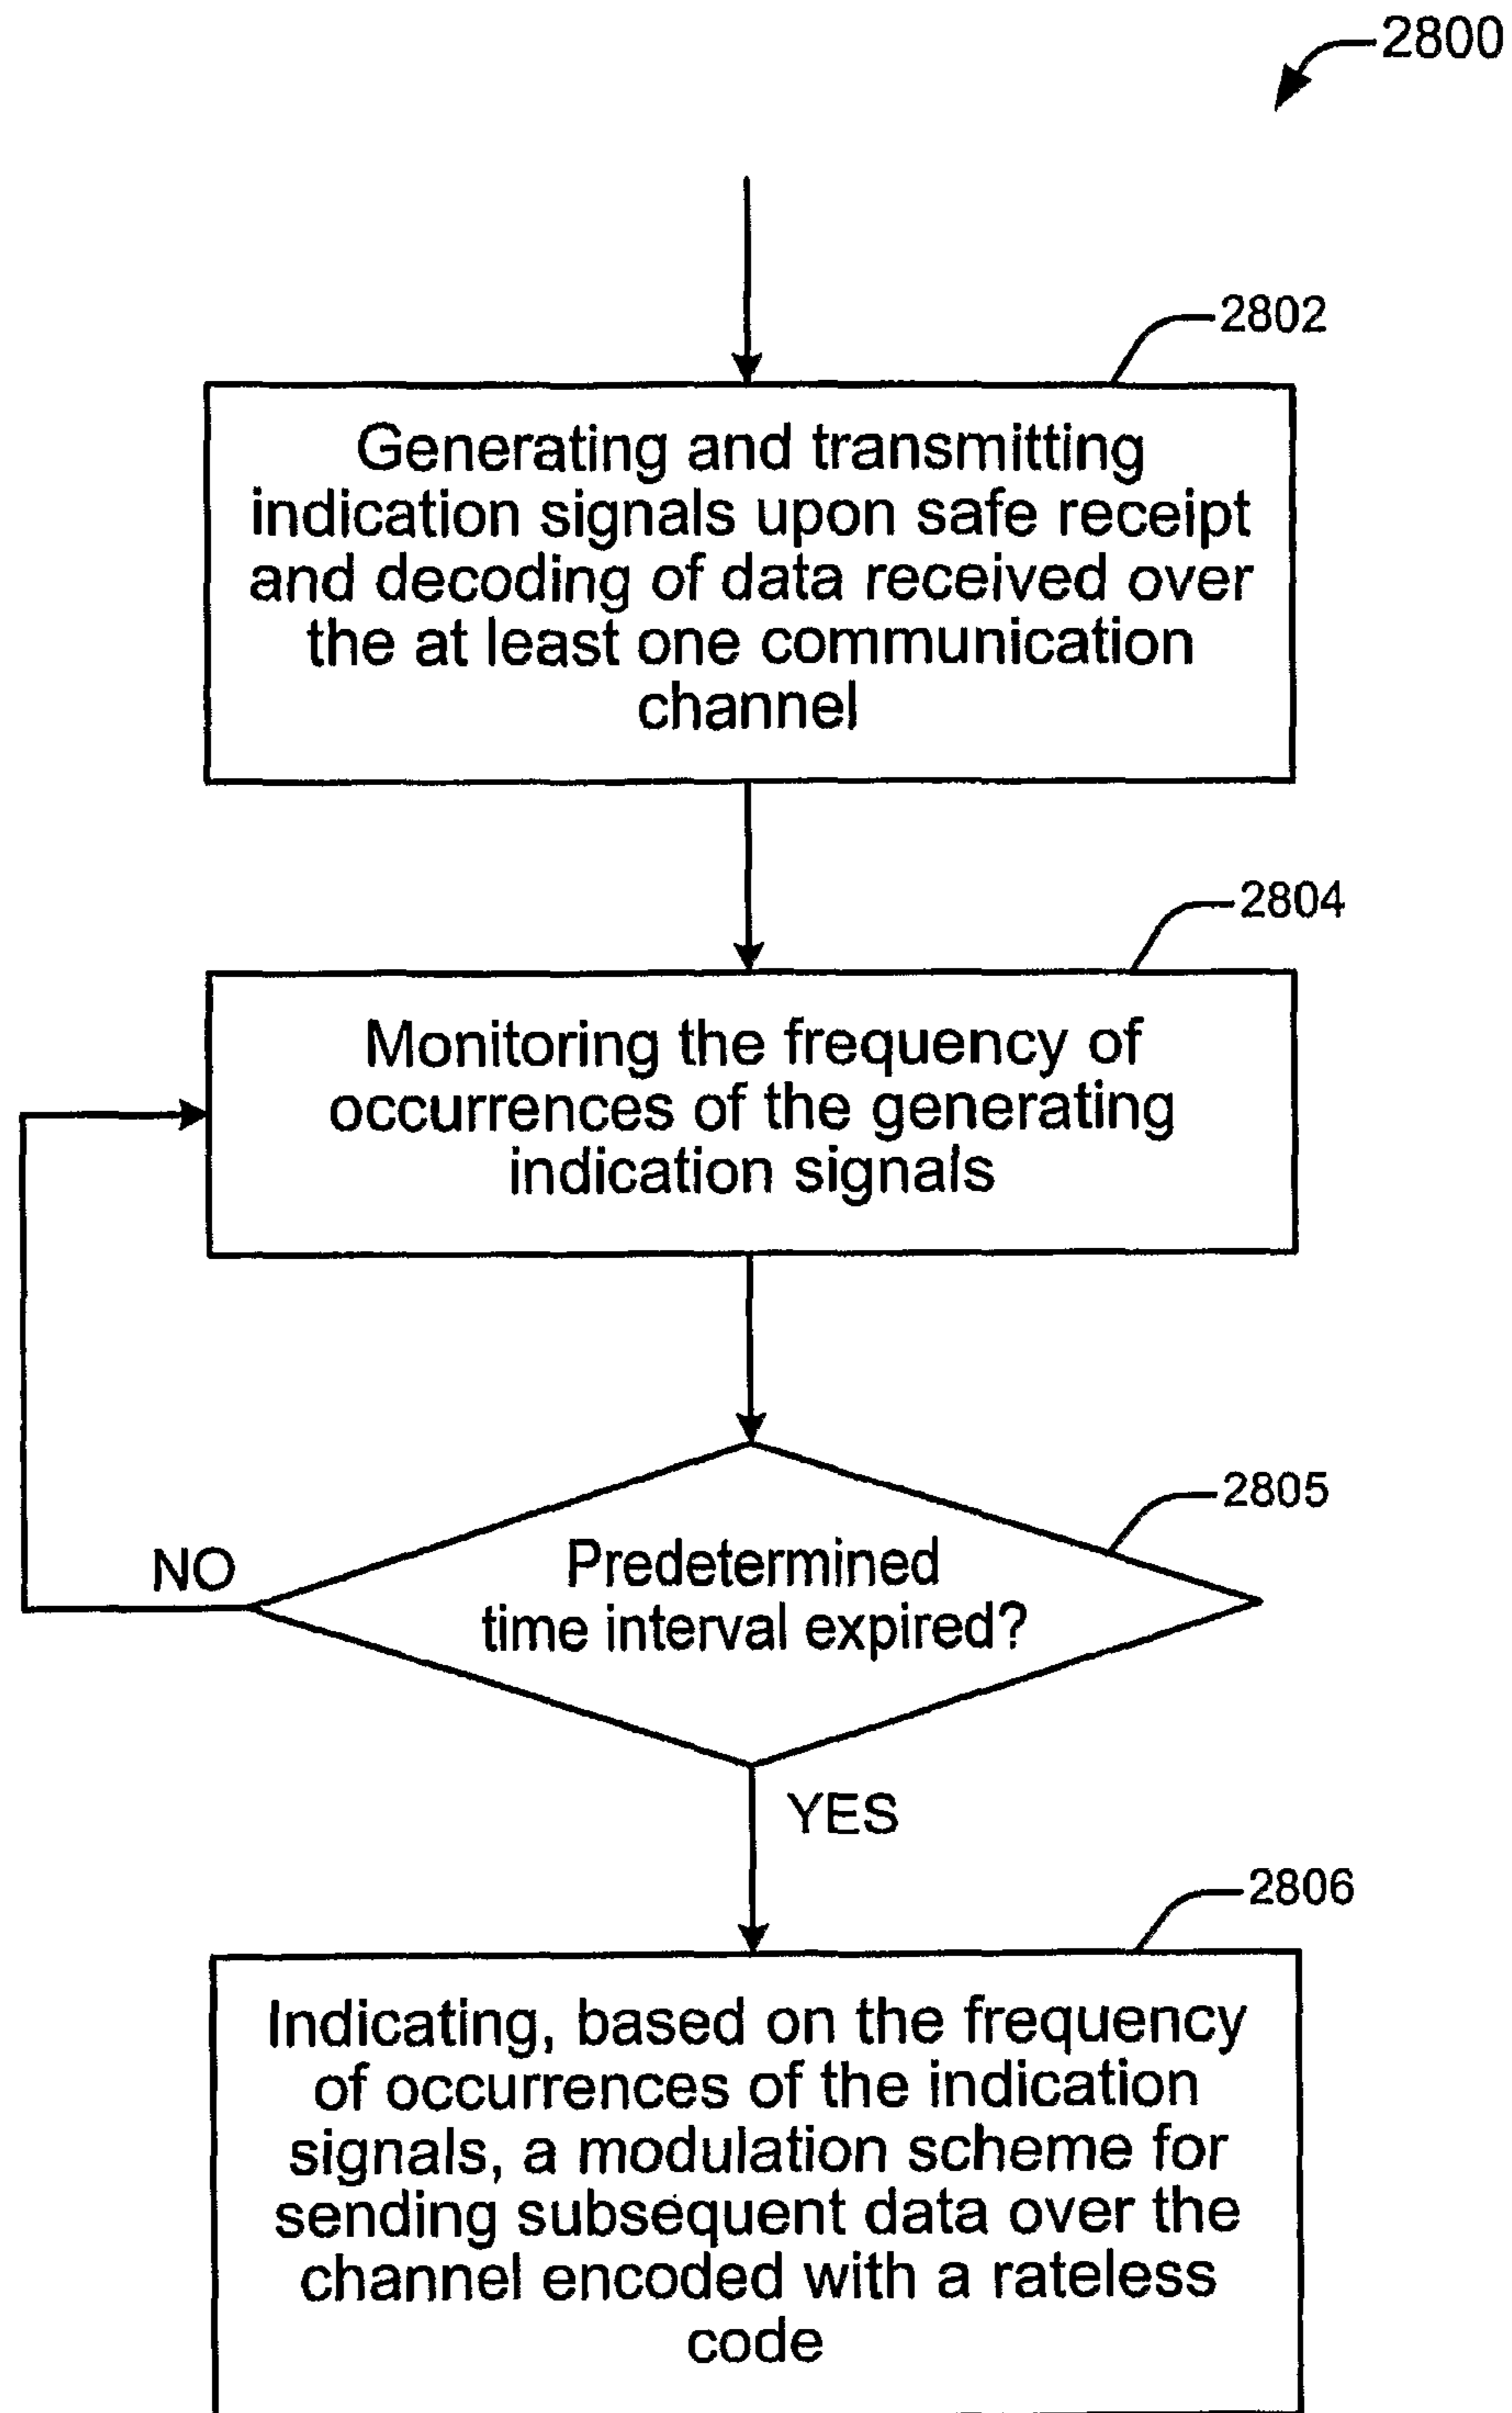 2800
2802
Generating and transmitting
indication signals upon safe receipt
and decoding of data received over
the at least one communication
channel
2804
Monitoring the frequency of
occurrences of the generating
indication signals
2805
Predetermined
time interval expired?
NO
YES
2806
Indicating, based on the frequency
of occurrences of the indication
signals, a modulation scheme for
sending subsequent data over the
channel encoded with a rateless
code